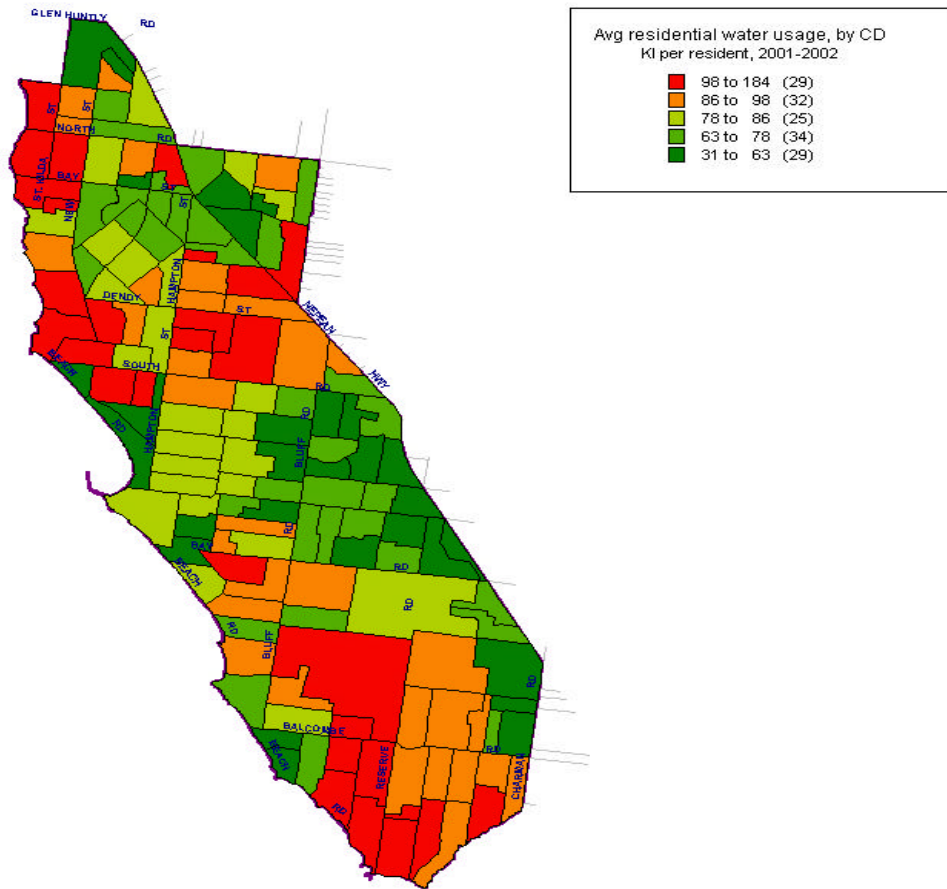 GLEN HUNTLY
RD
Avg residential water usage, by CD
Kl per resident, 2001-2002
98 to 184 (29)
86 to 98 (32)
78 to 86 (25)
63 to 78 (34)
31 to 63 (29)
ST
ST
NORTH
RD
ST. KILDA
BAY
ST
NEW
ST
HAMPTON
DENDY
ST
NEPEAN
HWY
ST
BEACH
SOUTH
RD
RD
RD
HAMPTON
BLUFF
RD
BAY
RD
BEACH
RD
RD
BLUFF
RD
BALCOMBE
RD
BEACH
RESERVE
CHARMAN
RD